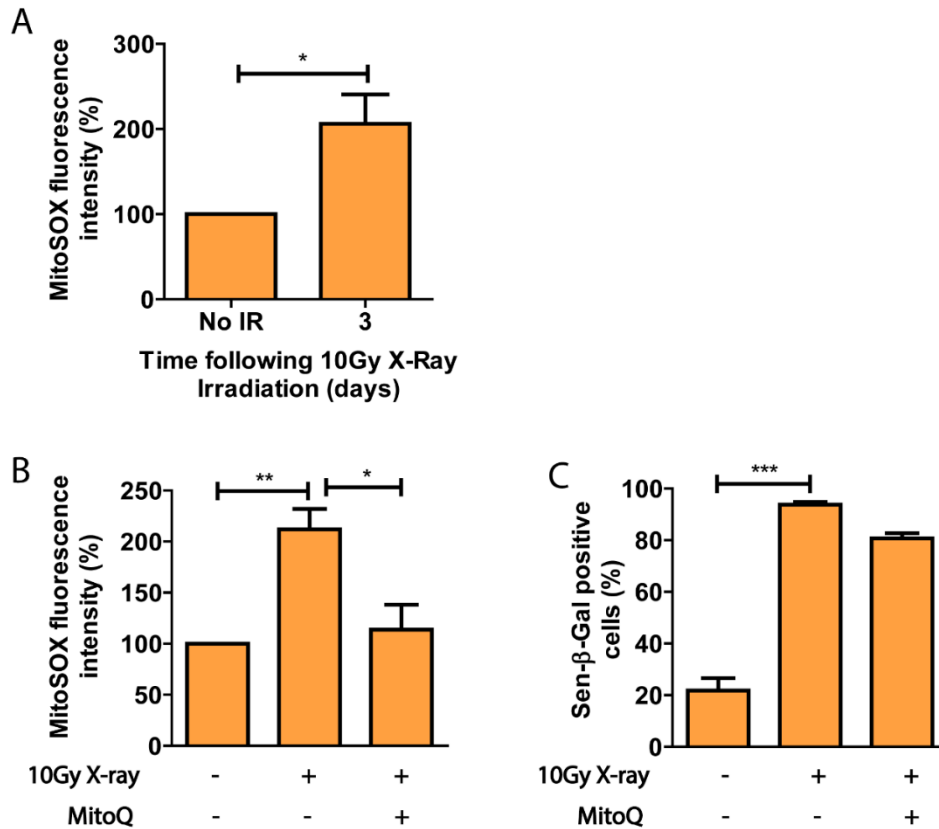 A
MitoSOX fluorescence
intensity (%)
300
200
100
0
*
No IR 3
Time following 10Gy X-Ray
Irradiation (days)
B
MitoSOX fluorescence
intensity (%)
250
200
150
100
50
0
** *
10Gy X-ray - + +
MitoQ - - +
C
Sen-β-Gal positive
cells (%)
100
80
60
40
20
0
***
10Gy X-ray - + +
MitoQ - - +